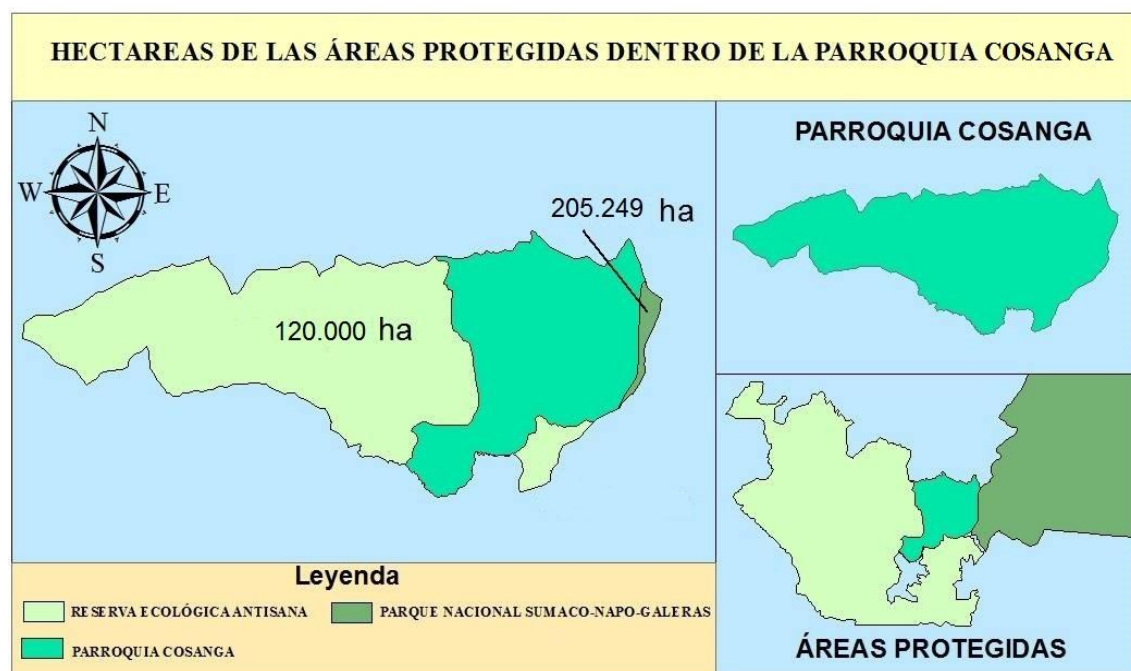 HECTAREAS DE LAS ÁREAS PROTEGIDAS DENTRO DE LA PARROQUIA COSANGA
N
W
E
S
205.249 ha
120.000 ha
PARROQUIA COSANGA
ÁREAS PROTEGIDAS
Leyenda
RESERVA ECOLÓGICA ANTISANA
PARQUE NACIONAL SUMACO-NAPO-GALERAS
PARROQUIA COSANGA